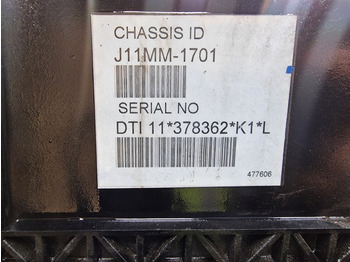 CHASSIS ID
J11MM-1701
SERIAL NO
DTI 11*378362*K1*L
477606